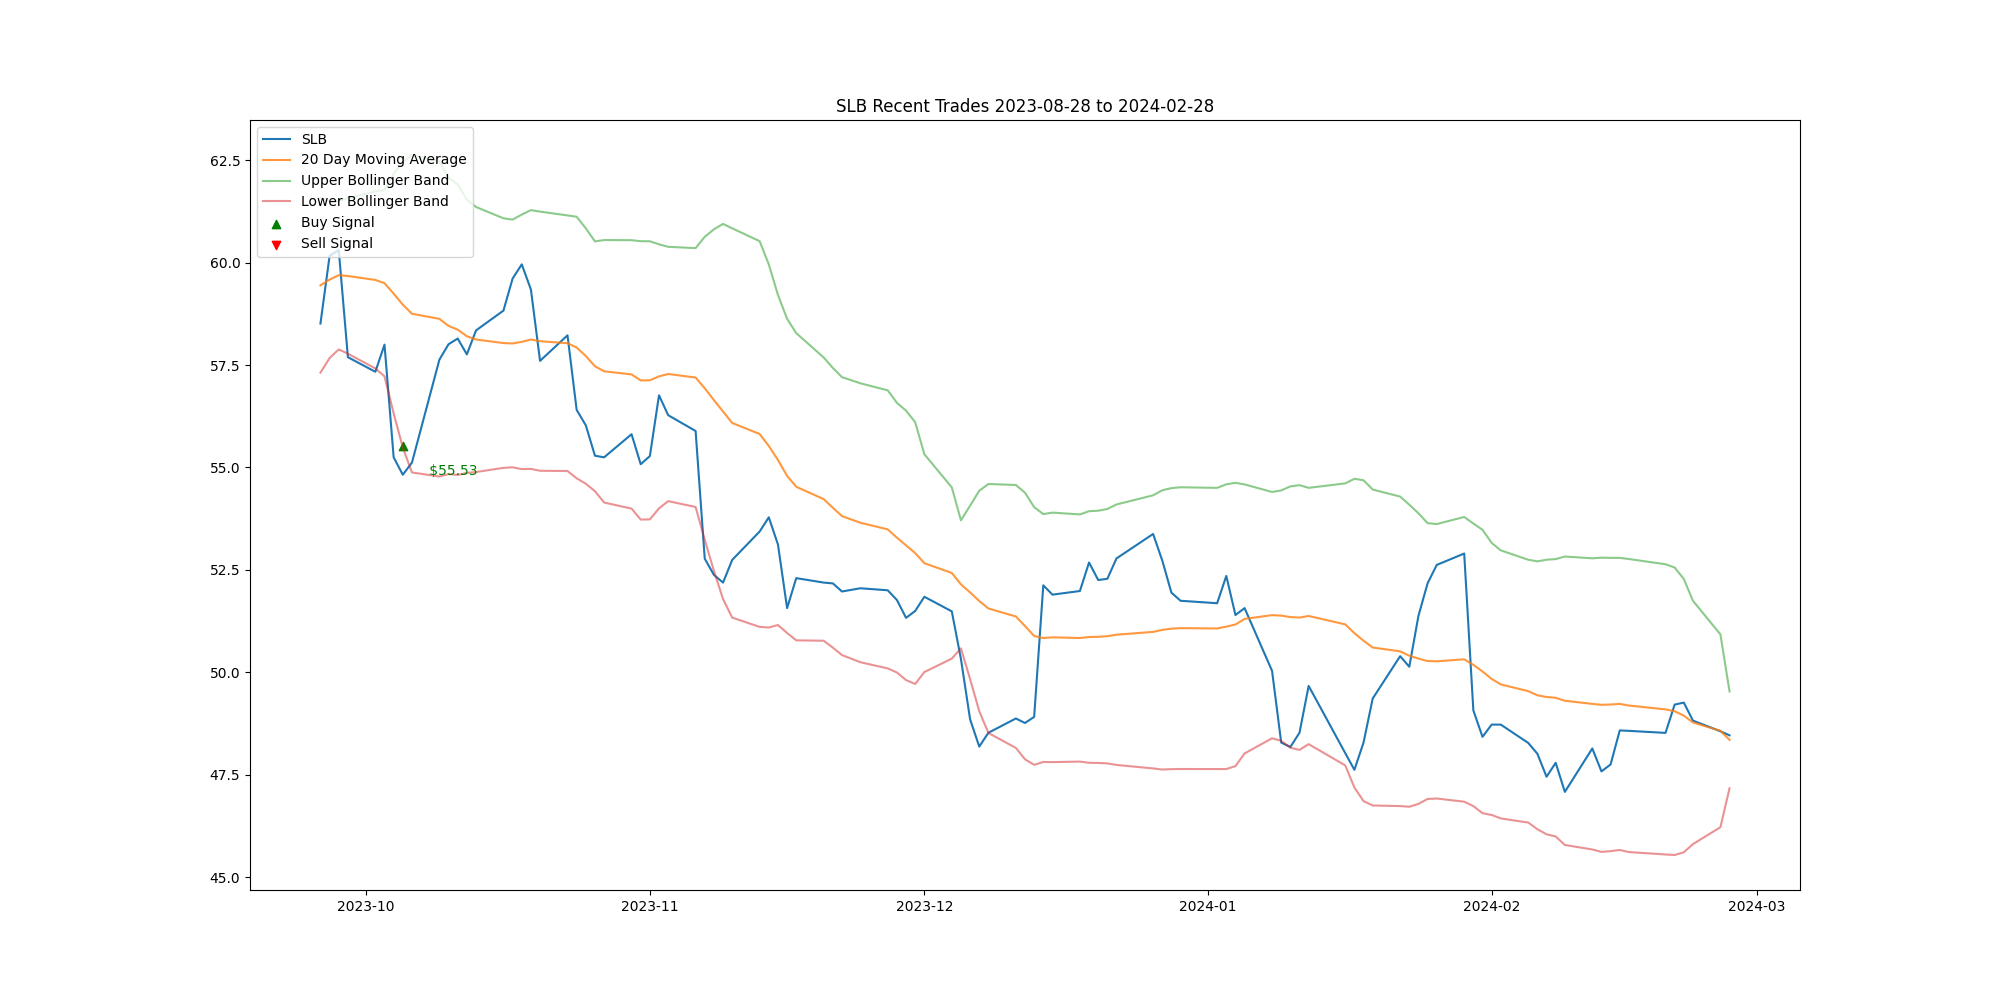 SLB Recent Trades 2023-08-28 to 2024-02-28
SLB
20 Day Moving Average
Upper Bollinger Band
Lower Bollinger Band
Buy Signal
Sell Signal
62.5
60.0
57.5
55.0
52.5
50.0
47.5
45.0
$55.53
2023-10
2023-11
2023-12
2024-01
2024-02
2024-03